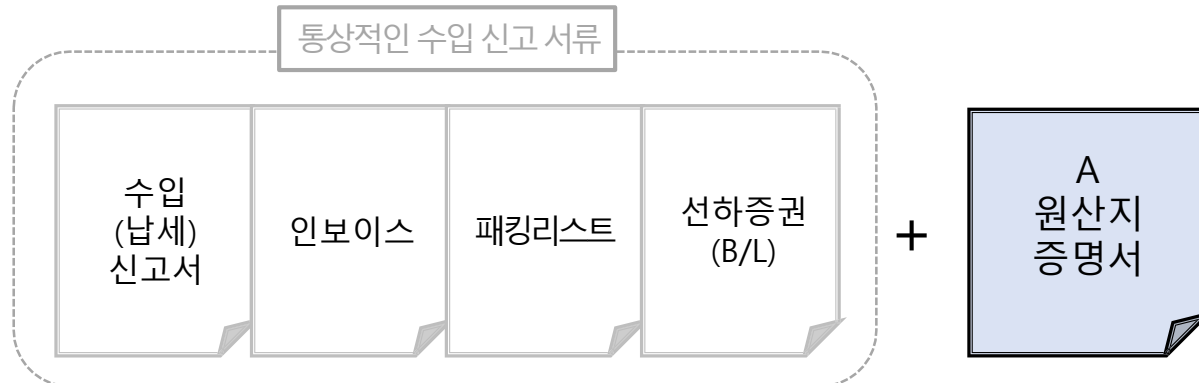 통상적인 수입 신고 서류
수입
(납세)
신고서
인보이스
패킹리스트
선하증권
(B/L)
+
A
원산지
증명서